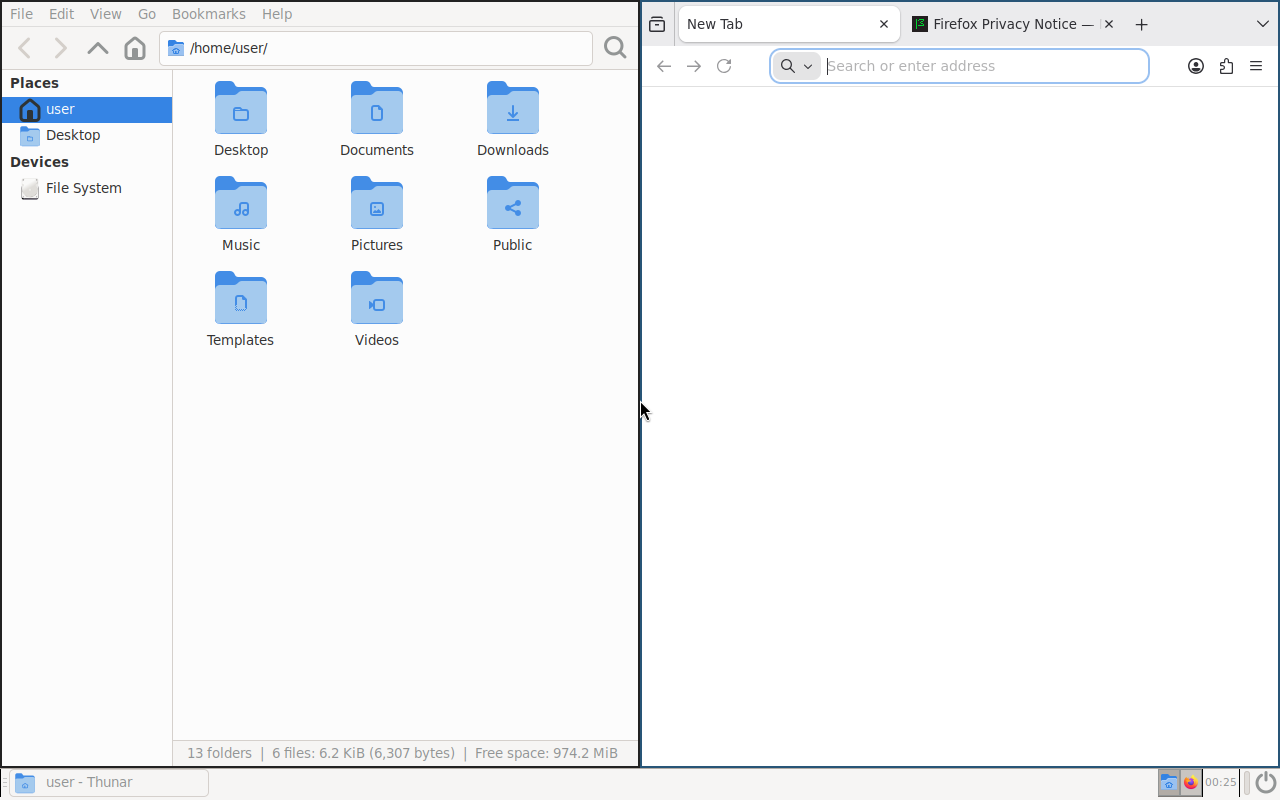 File Edit View Go Bookmarks Help
/home/user/
Places
user
Desktop
Devices
File System
Desktop Documents Downloads
Music Pictures Public
Templates Videos
13 folders | 6 files: 6.2 KiB (6,307 bytes) | Free space: 974.2 MiB
New Tab
Firefox Privacy Notice —
Search or enter address
user - Thunar
00:25